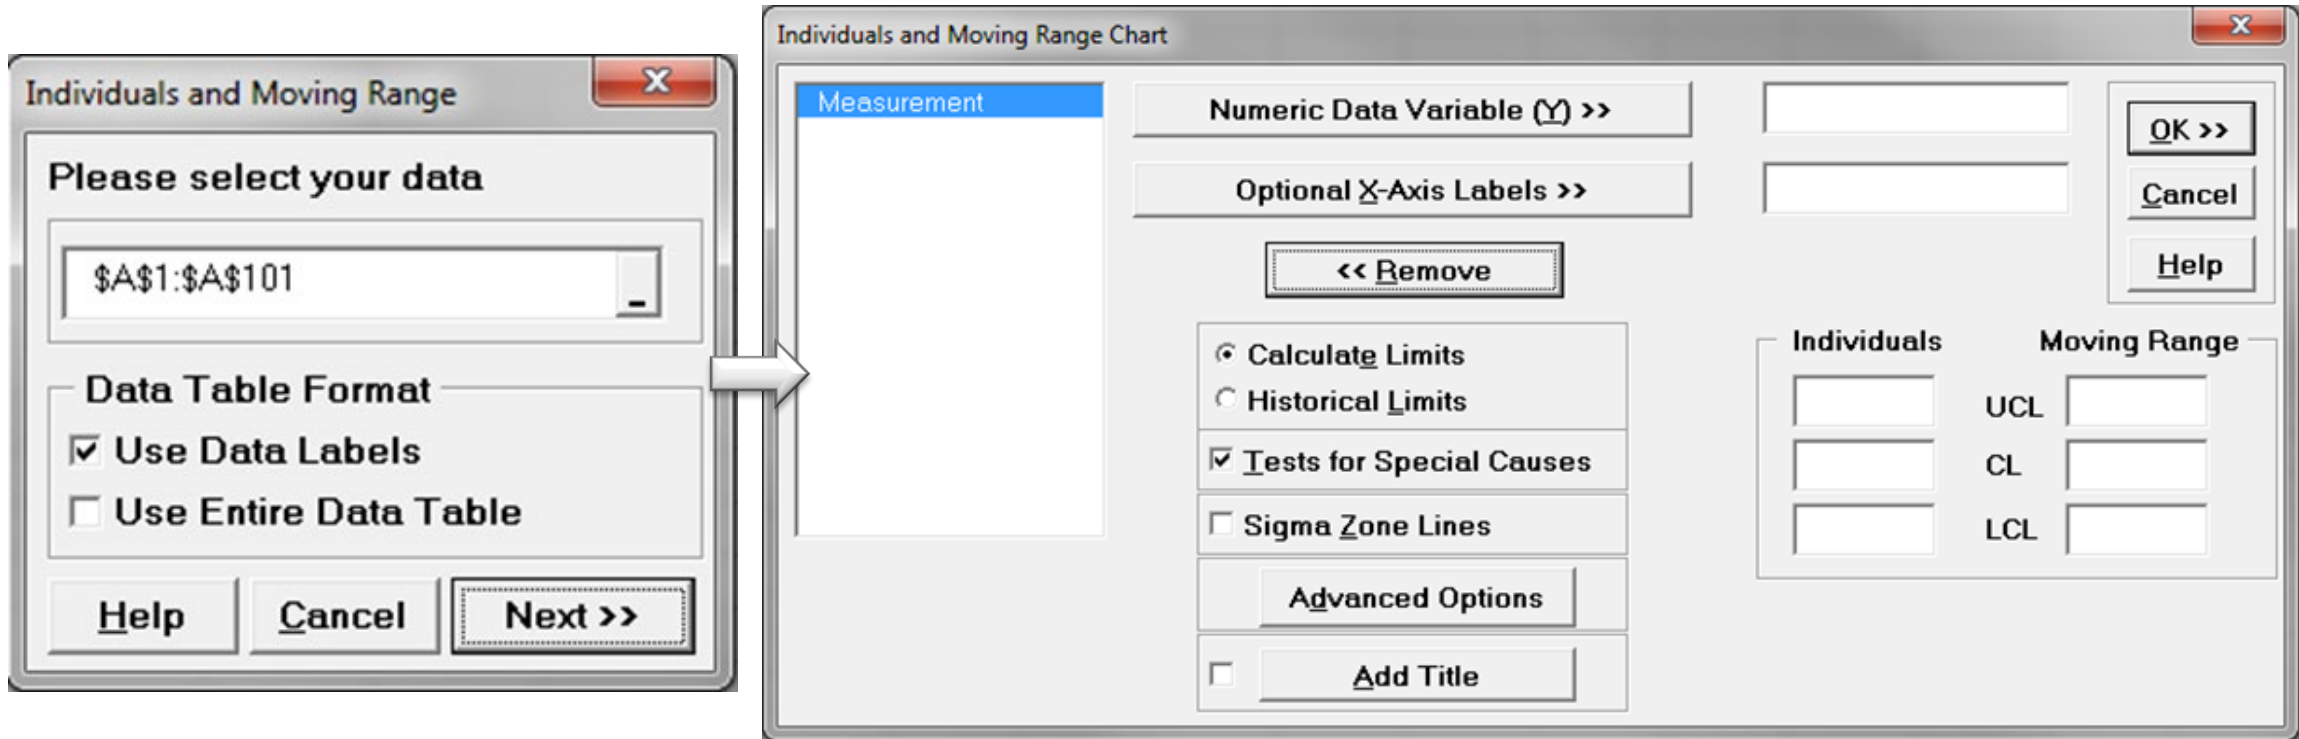 Individuals and Moving Range
Please select your data
$A$1:$A$101
Data Table Format
Use Data Labels
Use Entire Data Table
Help
Cancel
Next >>
Individuals and Moving Range Chart
Measurement
Numeric Data Variable (Y) >>
Optional X-Axis Labels >>
<< Remove
Calculate Limits
Historical Limits
Tests for Special Causes
Sigma Zone Lines
Advanced Options
Add Title
OK >>
Cancel
Help
Individuals Moving Range
UCL
CL
LCL